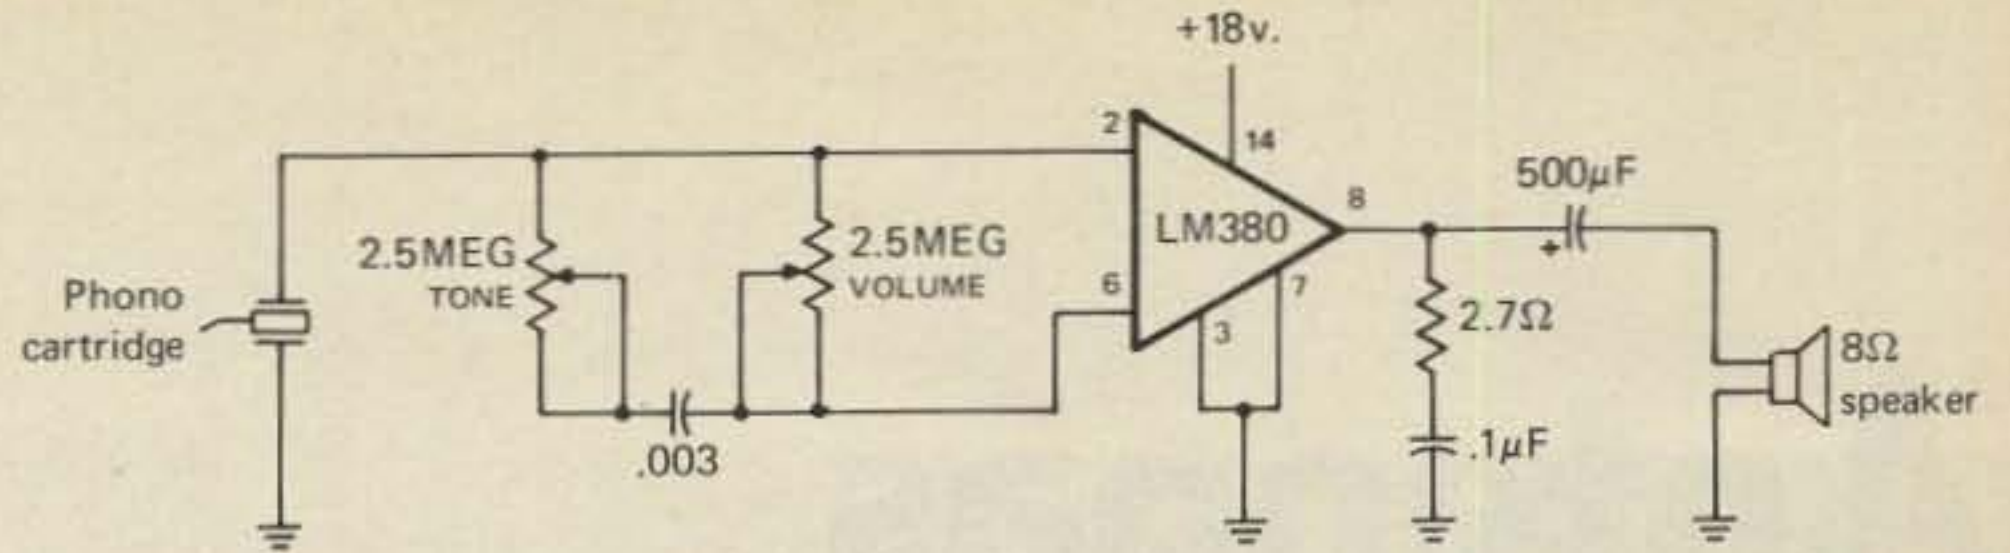 +18v.
2
14
500µF
8
2.5MEG
TONE
2.5MEG
VOLUME
LM380
Phono
cartridge
6
7
3
2.7Ω
+
8Ω
speaker
.003
.1µF